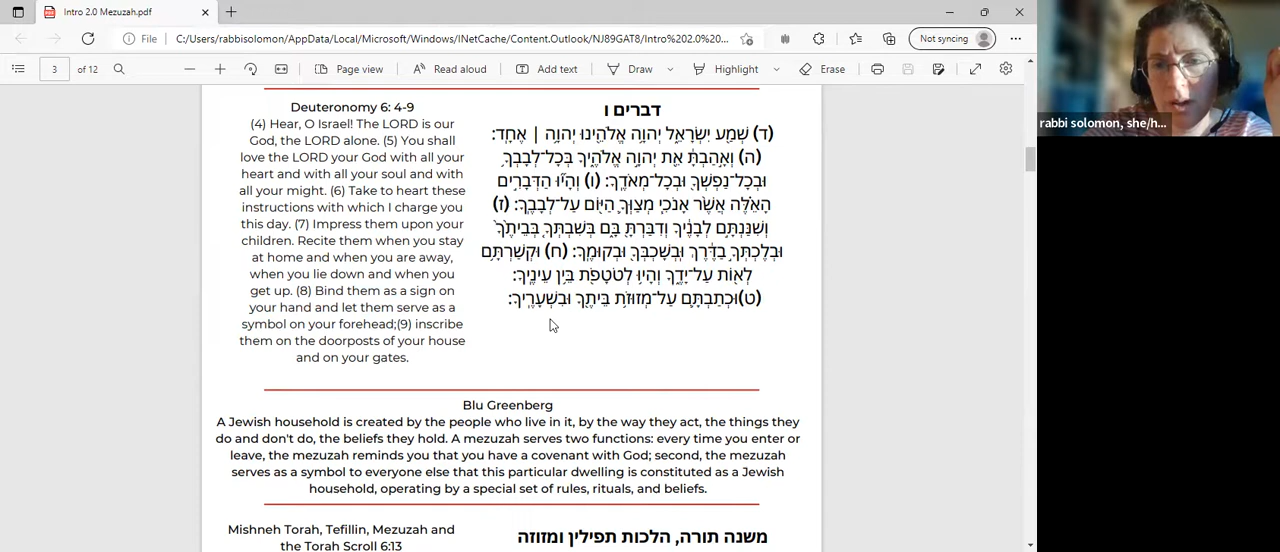 Intro 2.0 Mezuzah.pdf
File
C:/Users/rabbisolomon/AppData/Local/Microsoft/Windows/INetCache/Content.Outlook/NJ89GAT8/Intro%202.0%20...
Not syncing
3 of 12
Page view
Read aloud
Add text
Draw
Highlight
Erase
rabbi solomon, she/h...
Deuteronomy 6: 4-9
(4) Hear, O Israel! The LORD is our
God, the LORD alone. (5) You shall
love the LORD your God with all your
heart and with all your soul and with
all your might. (6) Take to heart these
instructions with which I charge you
this day. (7) Impress them upon your
children. Recite them when you stay
at home and when you are away,
when you lie down and when you
get up. (8) Bind them as a sign on
your hand and let them serve as a
symbol on your forehead;(9) inscribe
them on the doorposts of your house
and on your gates.
דברים ו
(ד) שְׁמַ֖ע יִשְׂרָאֵ֑ל יְהוָ֥ה אֱלֹהֵ֖ינוּ יְהוָ֥ה ׀ אֶחָֽד׃
(ה) וְאָ֣הַבְתָּ֔ אֵ֖ת יְהוָ֣ה אֱלֹהֶ֑יךָ בְּכָל־לְבָבְךָ֥
וּבְכָל־נַפְשְׁךָ֖ וּבְכָל־מְאֹדֶֽךָ׃ (ו) וְהָי֞וּ הַדְּבָרִ֣ים
הָאֵ֗לֶּה אֲשֶׁ֨ר אָנֹכִ֧י מְצַוְּךָ֛ הַיּ֖וֹם עַל־לְבָבֶֽךָ׃ (ז)
וְשִׁנַּנְתָּ֣ם לְבָנֶ֔יךָ וְדִבַּרְתָּ֖ בָּ֑ם בְּשִׁבְתְּךָ֤ בְּבֵיתֶ֙ךָ֙
וּבְלֶכְתְּךָ֣ בַדֶּ֔רֶךְ וּֽבְשָׁכְבְּךָ֖ וּבְקוּמֶֽךָ׃ (ח) וּקְשַׁרְתָּ֥ם
לְא֖וֹת עַל־יָדֶ֑ךָ וְהָי֥וּ לְטֹטָפֹ֖ת בֵּ֥ין עֵינֶֽיךָ׃
(ט)וּכְתַבְתָּ֛ם עַל־מְזוּזֹ֥ת בֵּיתֶ֖ךָ וּבִשְׁעָרֶֽיךָ׃
Blu Greenberg
A Jewish household is created by the people who live in it, by the way they act, the things they
do and don't do, the beliefs they hold. A mezuzah serves two functions: every time you enter or
leave, the mezuzah reminds you that you have a covenant with God; second, the mezuzah
serves as a symbol to everyone else that this particular dwelling is constituted as a Jewish
household, operating by a special set of rules, rituals, and beliefs.
Mishneh Torah, Tefillin, Mezuzah and
the Torah Scroll 6:13
משנה תורה, הלכות תפילין ומזוזה